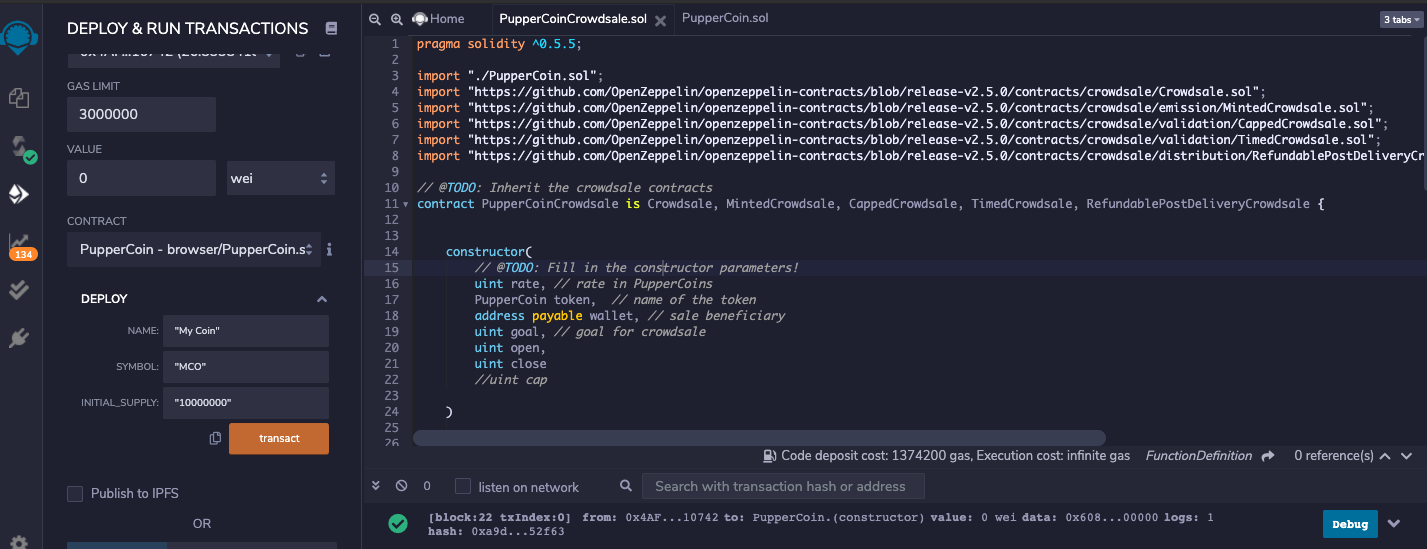 DEPLOY & RUN TRANSACTIONS
GAS LIMIT
3000000
VALUE
0 wei
CONTRACT
PupperCoin - browser/PupperCoin.s
134
DEPLOY
NAME: "My Coin"
SYMBOL: "MCO"
INITIAL_SUPPLY: "10000000"
transact
Publish to IPFS
OR
Home PupperCoinCrowdsale.sol PupperCoin.sol 3 tabs
1 pragma solidity ^0.5.5;
2
3 import "./PupperCoin.sol";
4 import "https://github.com/OpenZeppelin/openzeppelin-contracts/blob/release-v2.5.0/contracts/crowdsale/Crowdsale.sol";
5 import "https://github.com/OpenZeppelin/openzeppelin-contracts/blob/release-v2.5.0/contracts/crowdsale/emission/MintedCrowdsale.sol";
6 import "https://github.com/OpenZeppelin/openzeppelin-contracts/blob/release-v2.5.0/contracts/crowdsale/validation/CappedCrowdsale.sol";
7 import "https://github.com/OpenZeppelin/openzeppelin-contracts/blob/release-v2.5.0/contracts/crowdsale/validation/TimedCrowdsale.sol";
8 import "https://github.com/OpenZeppelin/openzeppelin-contracts/blob/release-v2.5.0/contracts/crowdsale/distribution/RefundablePostDeliveryCr
9
10 // @TODO: Inherit the crowdsale contracts
11 contract PupperCoinCrowdsale is Crowdsale, MintedCrowdsale, CappedCrowdsale, TimedCrowdsale, RefundablePostDeliveryCrowdsale {
12
13
14 constructor(
15 // @TODO: Fill in the constructor parameters!
16 uint rate, // rate in PupperCoins
17 PupperCoin token, // name of the token
18 address payable wallet, // sale beneficiary
19 uint goal, // goal for crowdsale
20 uint open,
21 uint close
22 //uint cap
23
24 )
25
26
Code deposit cost: 1374200 gas, Execution cost: infinite gas FunctionDefinition 0 reference(s)
0 listen on network Search with transaction hash or address
[block:22 txIndex:0] from: 0x4AF...10742 to: PupperCoin.(constructor) value: 0 wei data: 0x608...00000 logs: 1
hash: 0xa9d...52f63
Debug